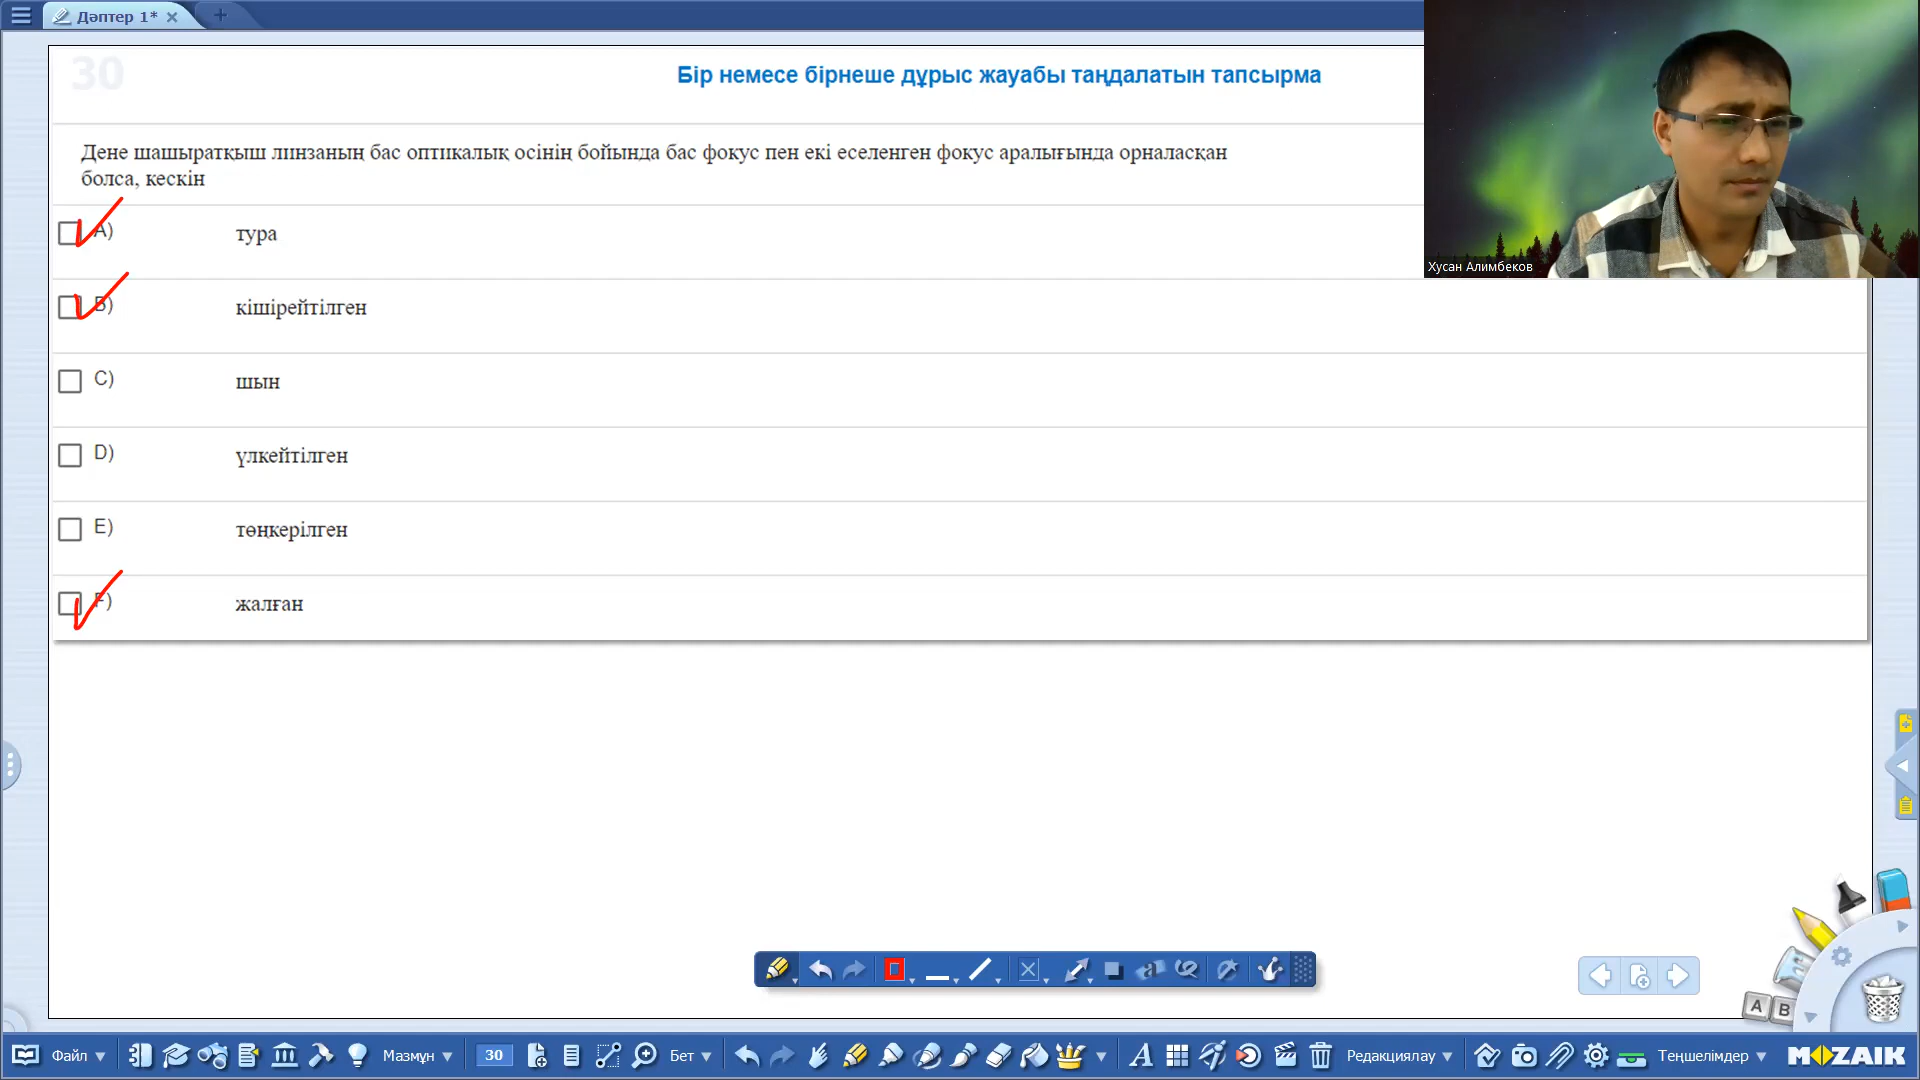 Дәптер 1*
30
Бір немесе бірнеше дұрыс жауабы таңдалатын тапсырма
Дене шашыратқыш линзаның бас оптикалық осінің бойында бас фокус пен екі еселенген фокус аралығында орналасқан
болса, кескін
A) тура
B) кішірейтілген
C) шын
D) үлкейтілген
E) төңкерілген
F) жалған
Хусан Алимбеков
A B
Файл
Мазмұн
30
Бет
Редакциялау
Теңшелімдер
MOZAIK